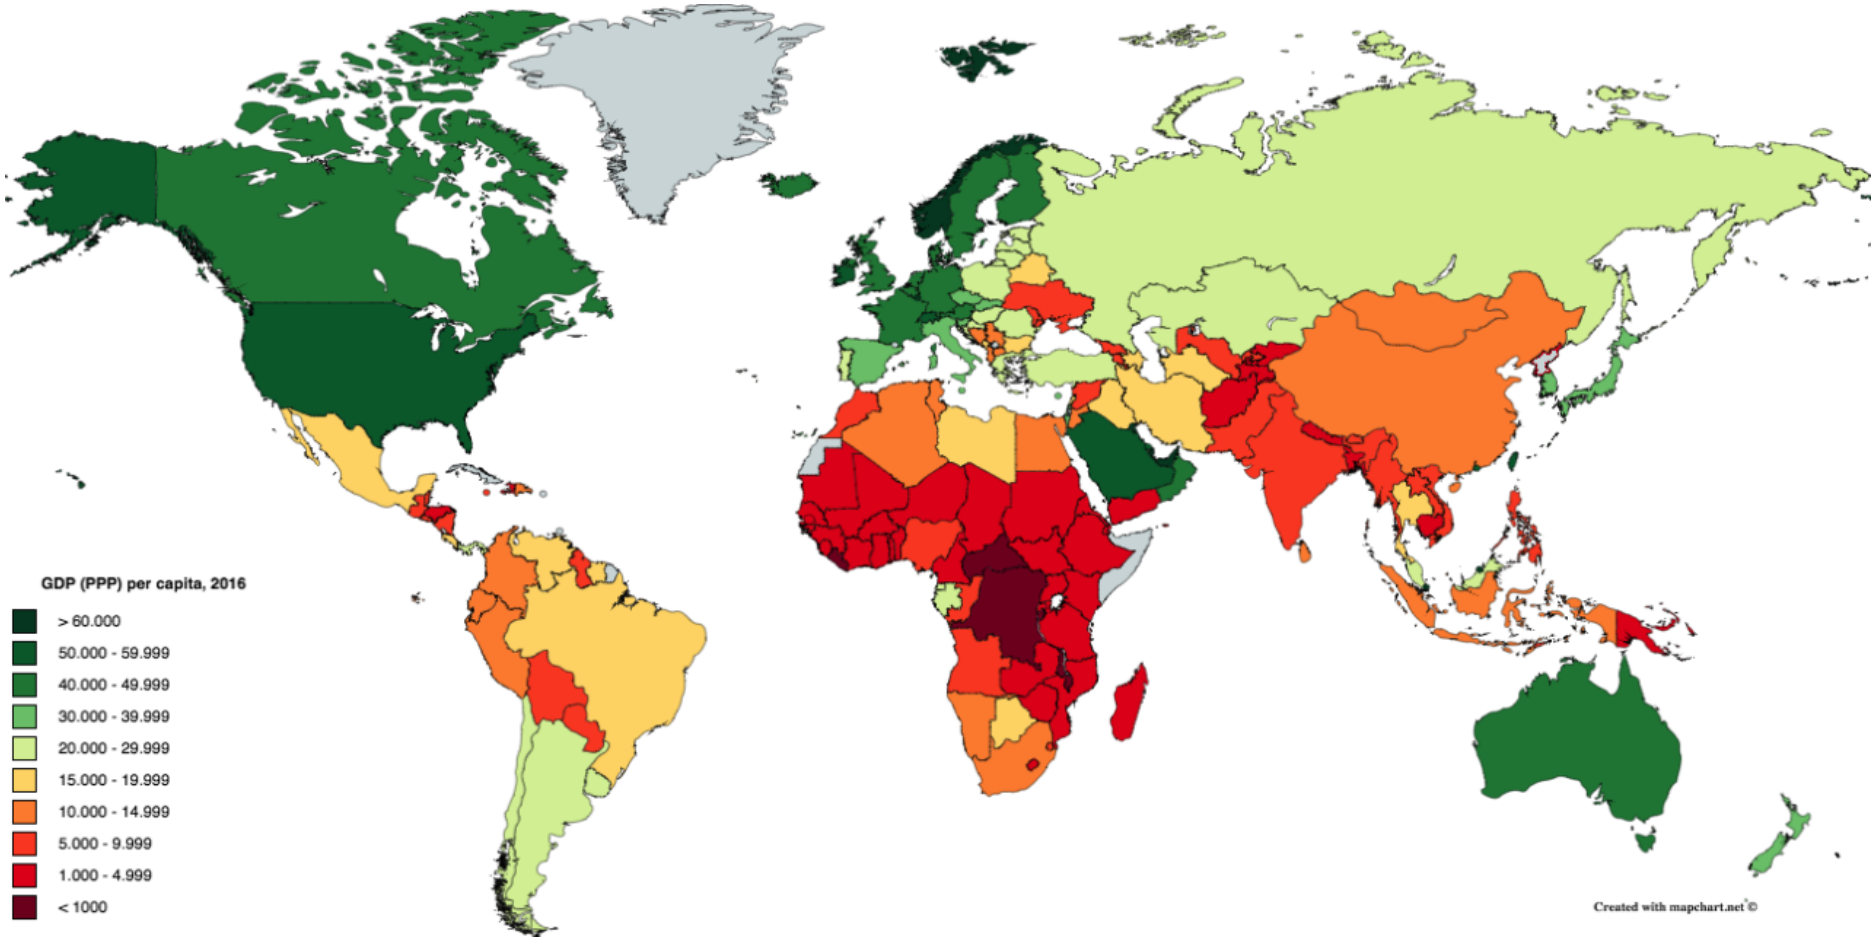 GDP (PPP) per capita, 2016
> 60.000
50.000 - 59.999
40.000 - 49.999
30.000 - 39.999
20.000 - 29.999
15.000 - 19.999
10.000 - 14.999
5.000 - 9.999
1.000 - 4.999
< 1000
Created with mapchart.net ©